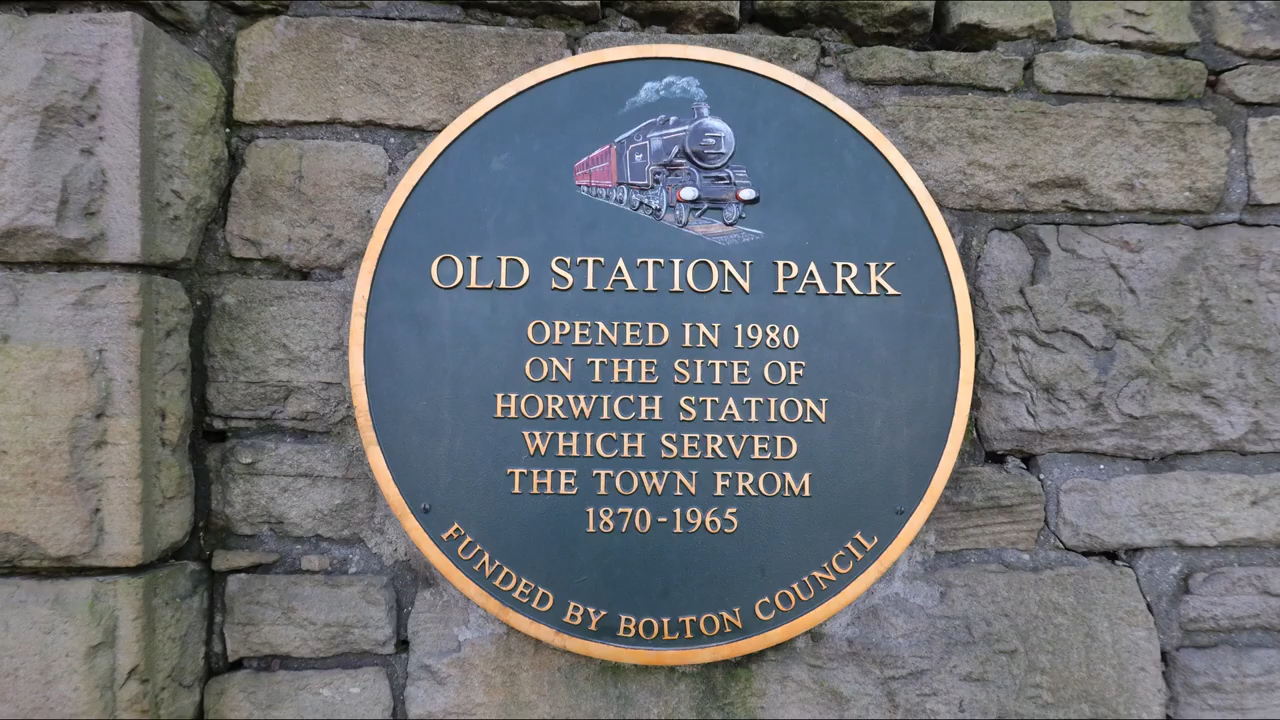 OLD STATION PARK
OPENED IN 1980
ON THE SITE OF
HORWICH STATION
WHICH SERVED
THE TOWN FROM
1870-1965
FUNDED BY BOLTON COUNCIL